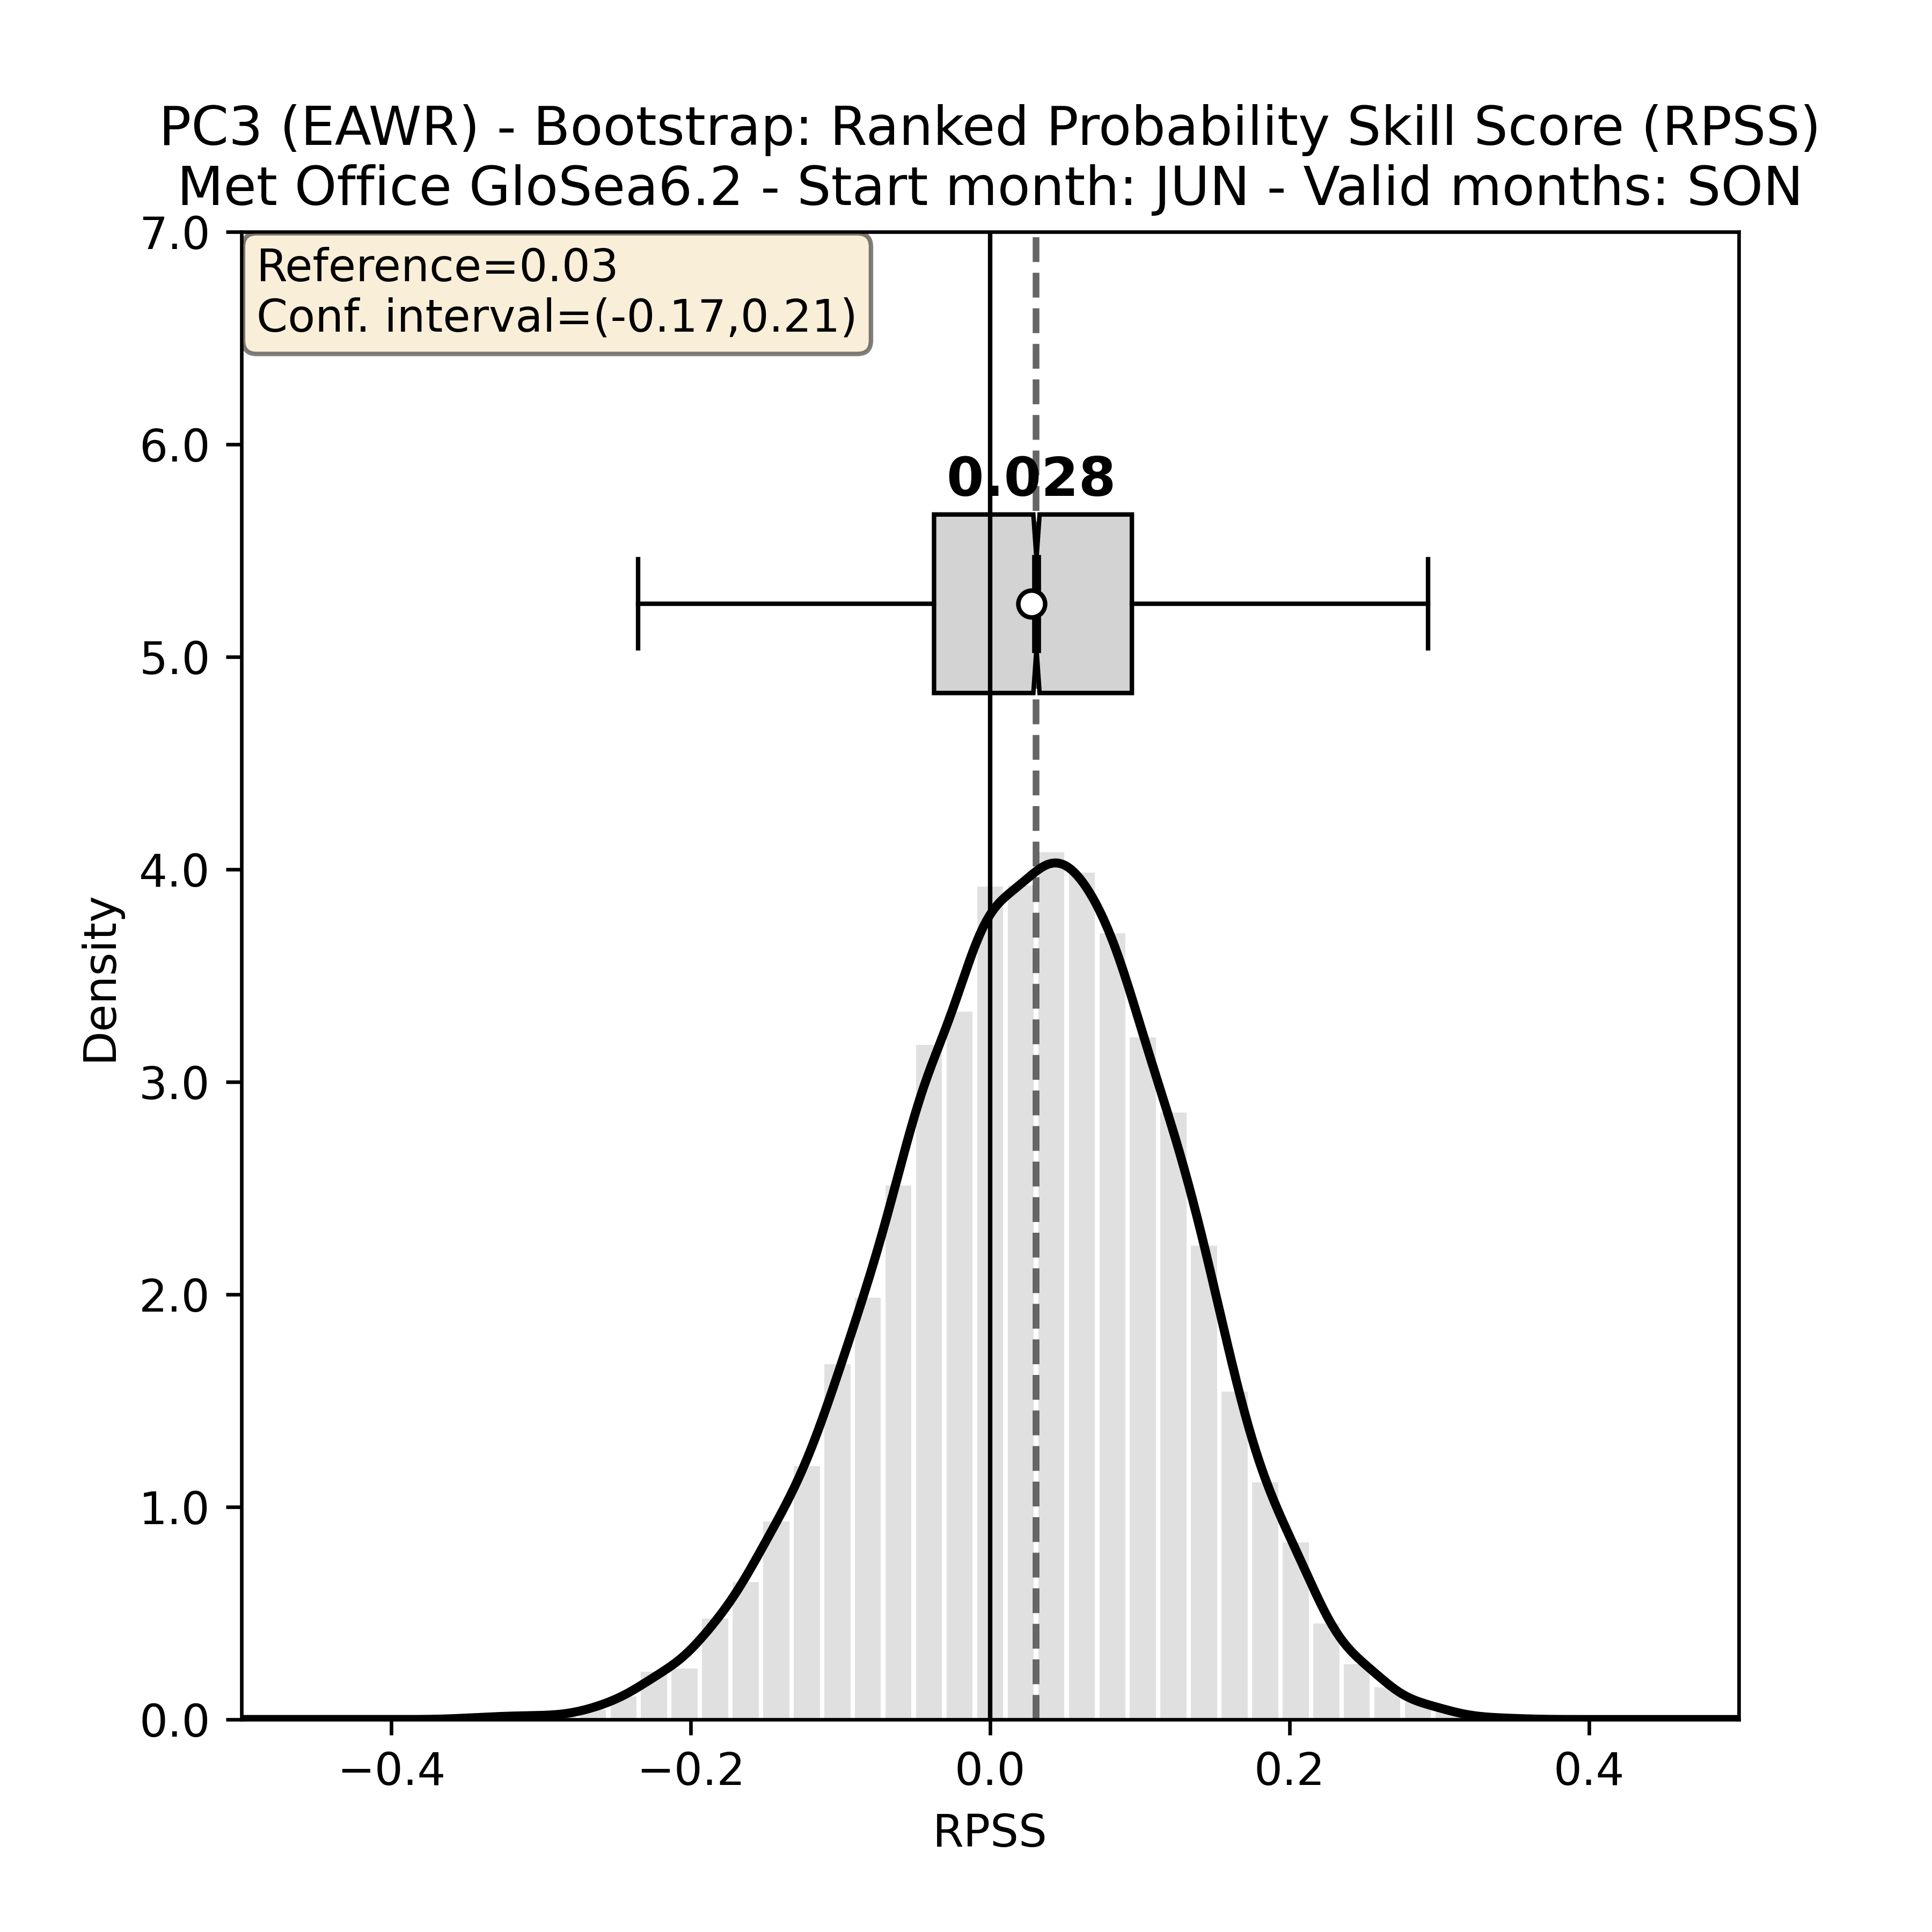 PC3 (EAWR) - Bootstrap: Ranked Probability Skill Score (RPSS)
Met Office GloSea6.2 - Start month: JUN - Valid months: SON
Reference=0.03
Conf. interval=(-0.17,0.21)
0.028
7.0
6.0
5.0
4.0
3.0
2.0
1.0
0.0
Density
−0.4 −0.2 0.0 0.2 0.4
RPSS